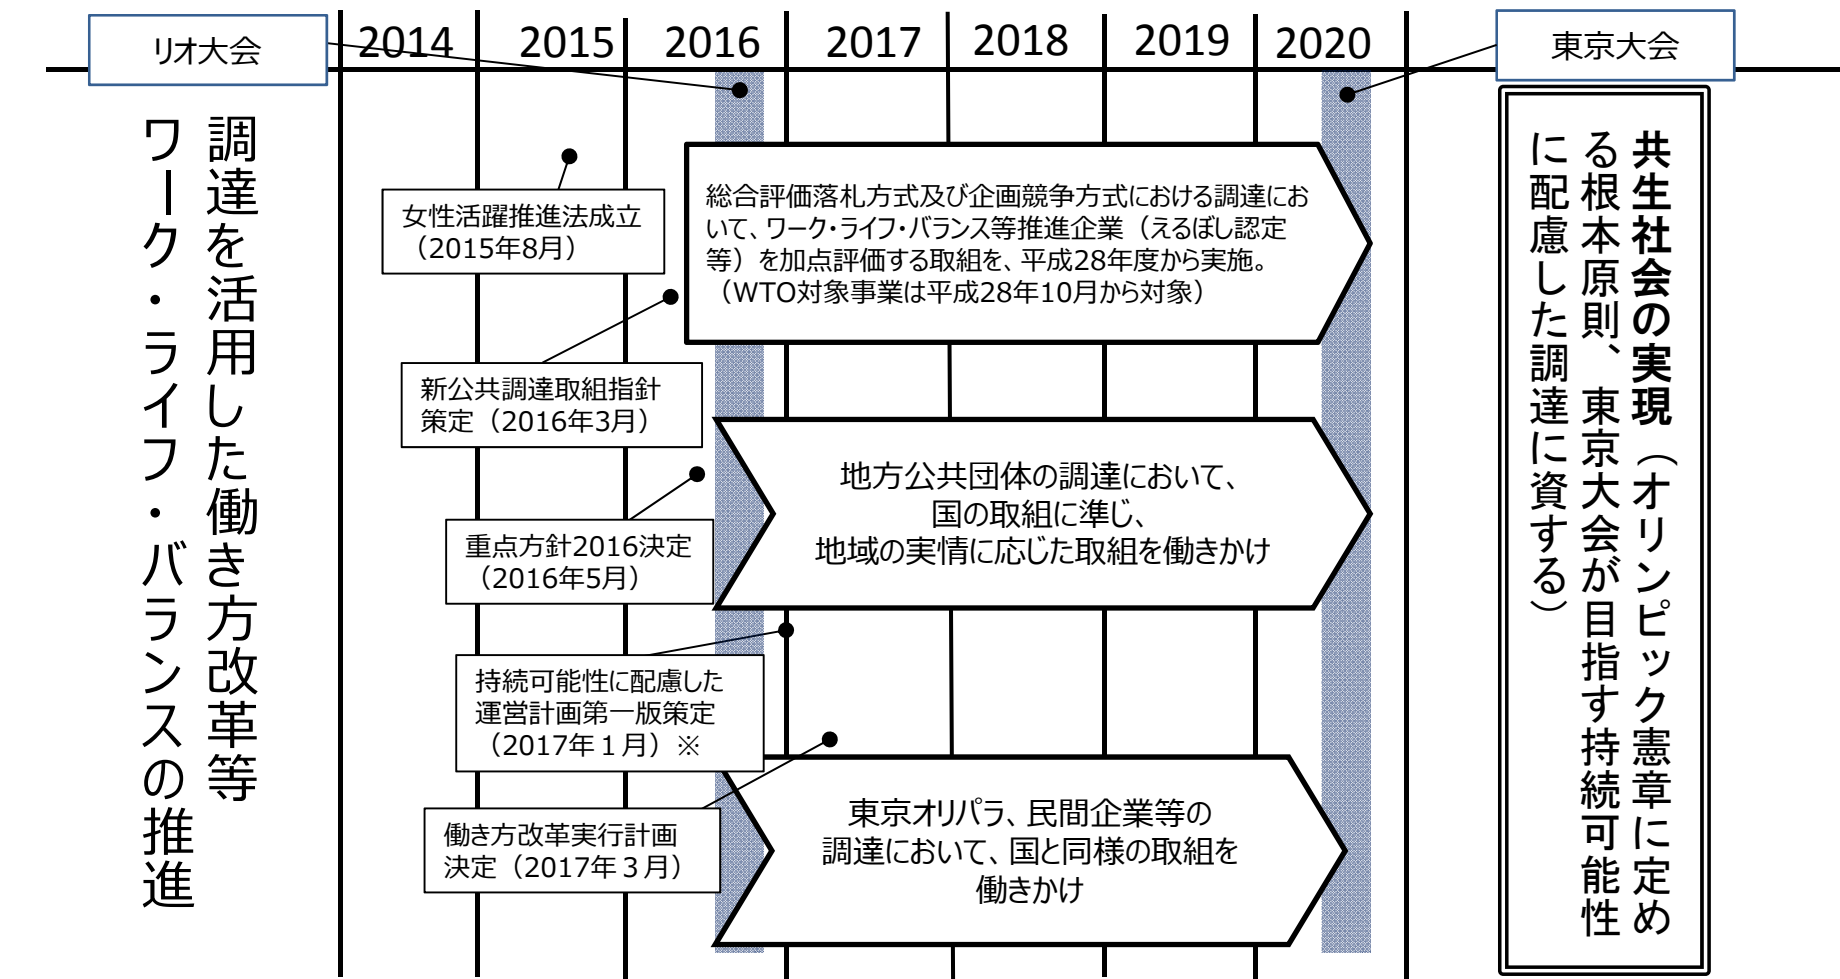 リオ大会
2014
2015
2016
2017
2018
2019
2020
東京大会
調達を活用した働き方改革等
ワーク・ライフ・バランスの推進
女性活躍推進法成立
（2015年8月）
新公共調達取組指針
策定（2016年3月）
重点方針2016決定
（2016年5月）
持続可能性に配慮した
運営計画第一版策定
（2017年１月）※
働き方改革実行計画
決定（2017年３月）
総合評価落札方式及び企画競争方式における調達にお
いて、ワーク・ライフ・バランス等推進企業（えるぼし認定
等）を加点評価する取組を、平成28年度から実施。
（WTO対象事業は平成28年10月から対象）
地方公共団体の調達において、
国の取組に準じ、
地域の実情に応じた取組を働きかけ
東京オリパラ、民間企業等の
調達において、国と同様の取組を
働きかけ
共生社会の実現（オリンピック憲章に定め
る根本原則、東京大会が目指す持続可能性
に配慮した調達に資する）